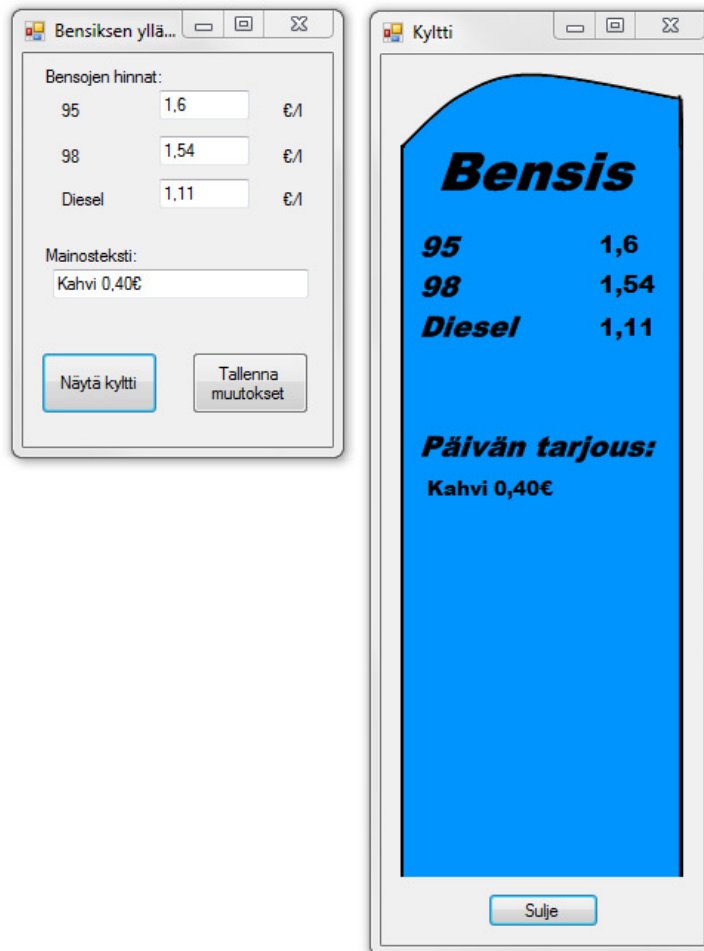 Bensiksen yllä...
Bensojen hinnat:
95 1,6 €/l
98 1,54 €/l
Diesel 1,11 €/l
Mainosteksti:
Kahvi 0,40€
Näytä kyltti
Tallenna
muutokset
Kyltti
Bensis
95 1,6
98 1,54
Diesel 1,11
Päivän tarjous:
Kahvi 0,40€
Sulje